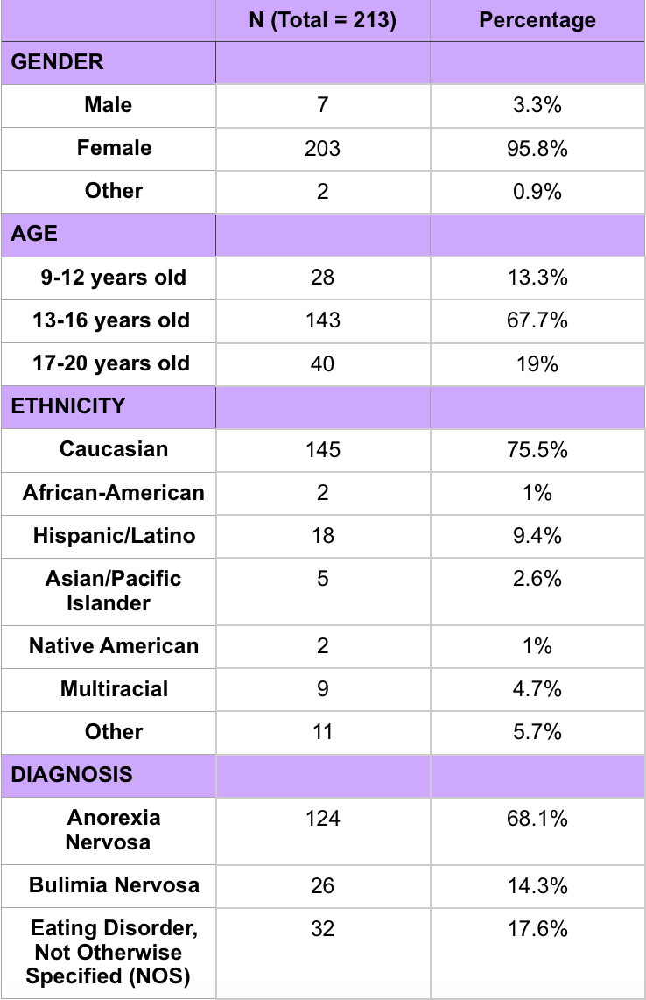 N (Total = 213) Percentage
GENDER
Male 7 3.3%
Female 203 95.8%
Other 2 0.9%
AGE
9-12 years old 28 13.3%
13-16 years old 143 67.7%
17-20 years old 40 19%
ETHNICITY
Caucasian 145 75.5%
African-American 2 1%
Hispanic/Latino 18 9.4%
Asian/Pacific 5 2.6%
Islander
Native American 2 1%
Multiracial 9 4.7%
Other 11 5.7%
DIAGNOSIS
Anorexia 124 68.1%
Nervosa
Bulimia Nervosa 26 14.3%
Eating Disorder, 32 17.6%
Not Otherwise
Specified (NOS)